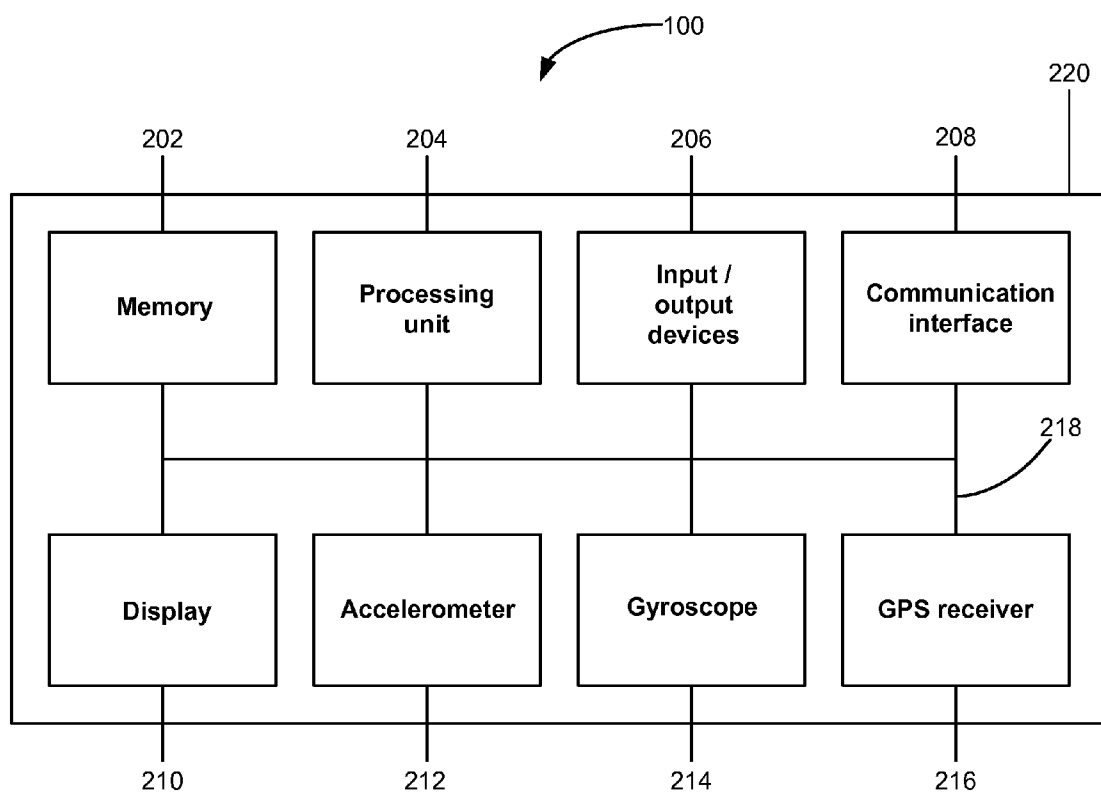 100
220
202
204
206
208
Memory
Processing
unit
Input /
output
devices
Communication
interface
218
Display
Accelerometer
Gyroscope
GPS receiver
210
212
214
216